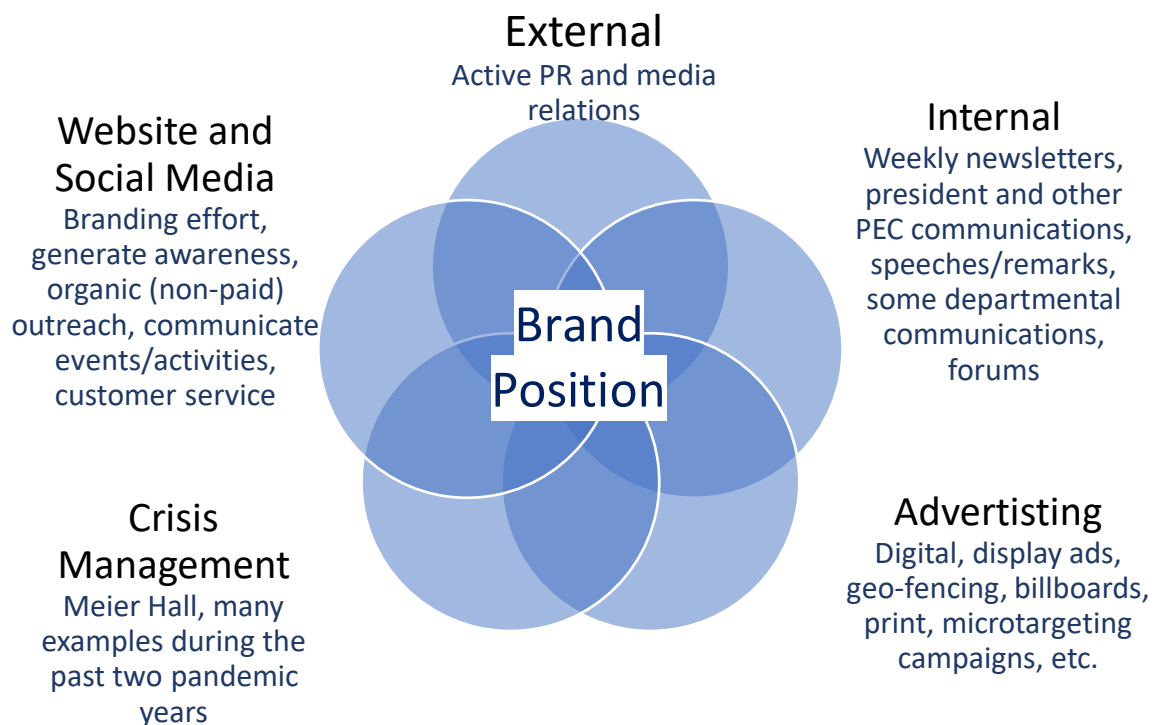 External
Active PR and media
relations
Website and
Social Media
Branding effort,
generate awareness,
organic (non-paid)
outreach, communicate
events/activities,
customer service
Internal
Weekly newsletters,
president and other
PEC communications,
speeches/remarks,
some departmental
communications,
forums
Brand
Position
Crisis
Management
Meier Hall, many
examples during the
past two pandemic
years
Advertisting
Digital, display ads,
geo-fencing, billboards,
print, microtargeting
campaigns, etc.